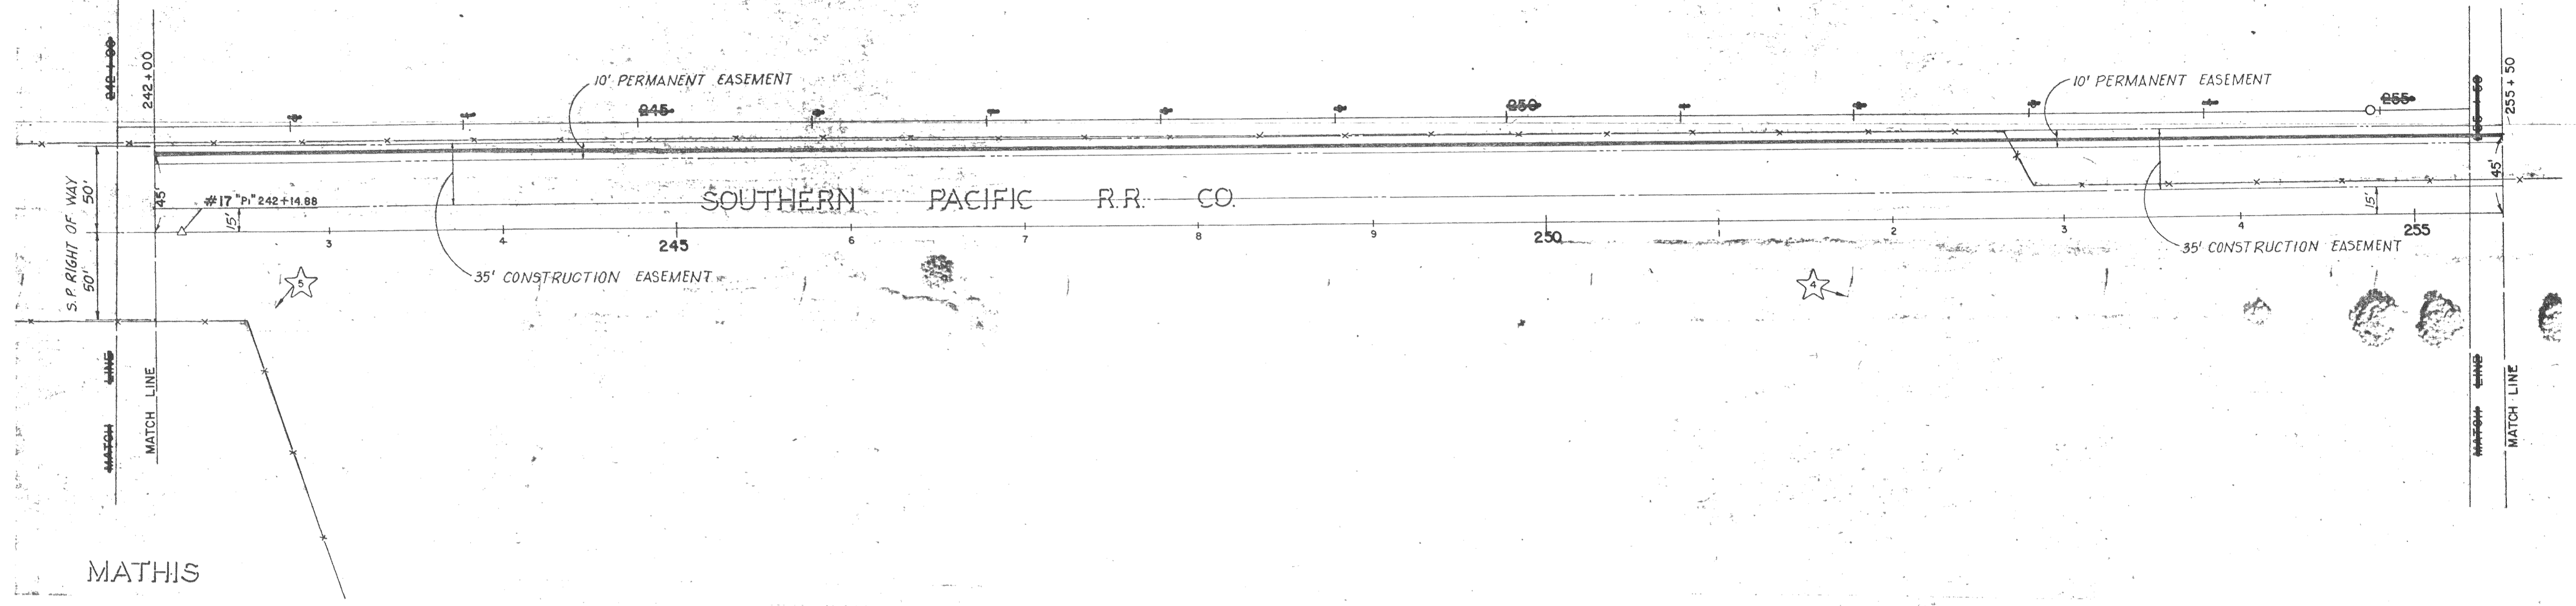 242+00
242+00
10' PERMANENT EASEMENT
10' PERMANENT EASEMENT
255+50
245
250
255
S.P. RIGHT OF WAY
50'
50'
45'
#17 "PI" 242+14.88
15'
SOUTHERN PACIFIC R.R. CO.
45'
15'
3
4
245
6
7
8
9
250
1
2
3
4
255
35' CONSTRUCTION EASEMENT
35' CONSTRUCTION EASEMENT
5
4
MATCH LINE
MATCH LINE
MATCH LINE
MATCH LINE
MATHIS